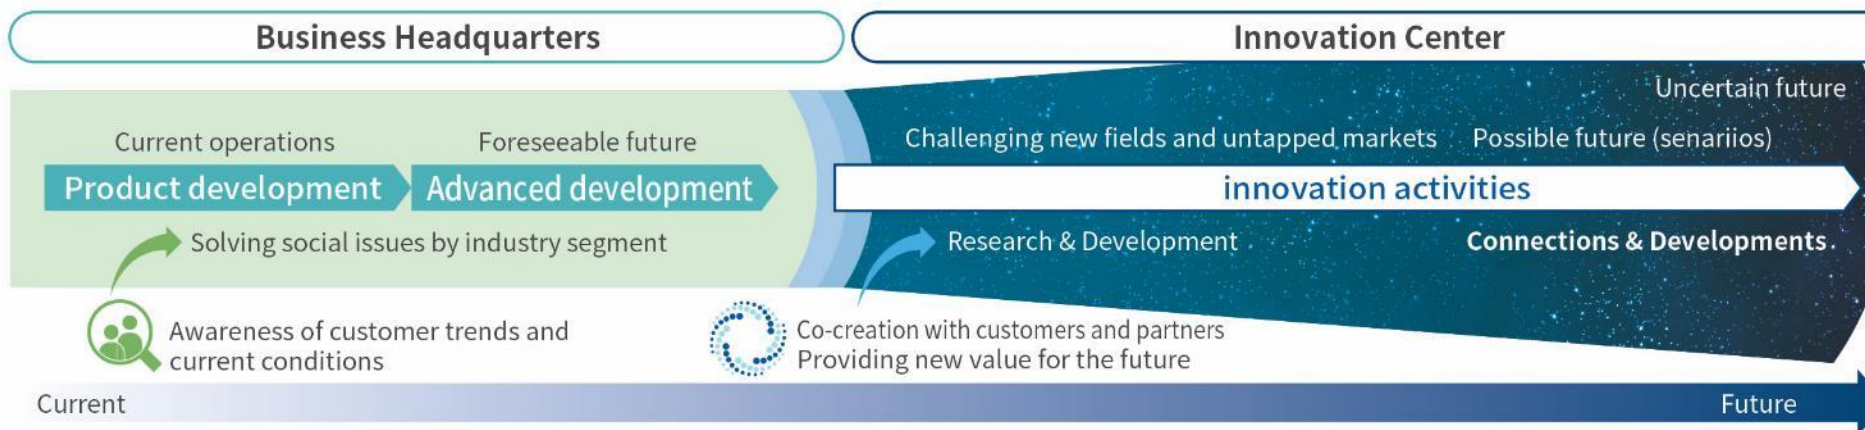 Business Headquarters
Innovation Center
Uncertain future
Current operations
Foreseeable future
Challenging new fields and untapped markets
Possible future (senariios)
Product development
Advanced development
innovation activities
Solving social issues by industry segment
Research & Development
Connections & Developments
Awareness of customer trends and
current conditions
Co-creation with customers and partners
Providing new value for the future
Current
Future